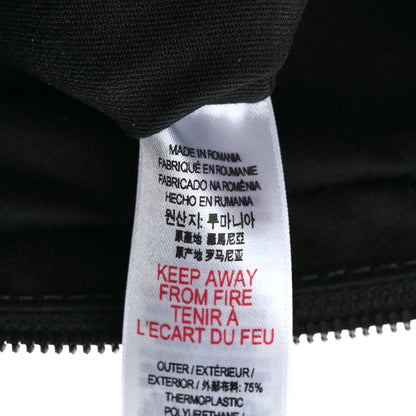 MADE IN ROMANIA
FABRIQUÉ EN ROUMANIE
FABRICADO NA ROMÊNIA
HECHO EN RUMANIA
원산지: 루마니아
原產地 羅馬尼亞
原产地 罗马尼亚
KEEP AWAY
FROM FIRE
TENIR À
L'ECART DU FEU
OUTER / EXTÉRIEUR /
EXTERIOR / 外部布料: 75%
THERMOPLASTIC
POLYURETHANE /